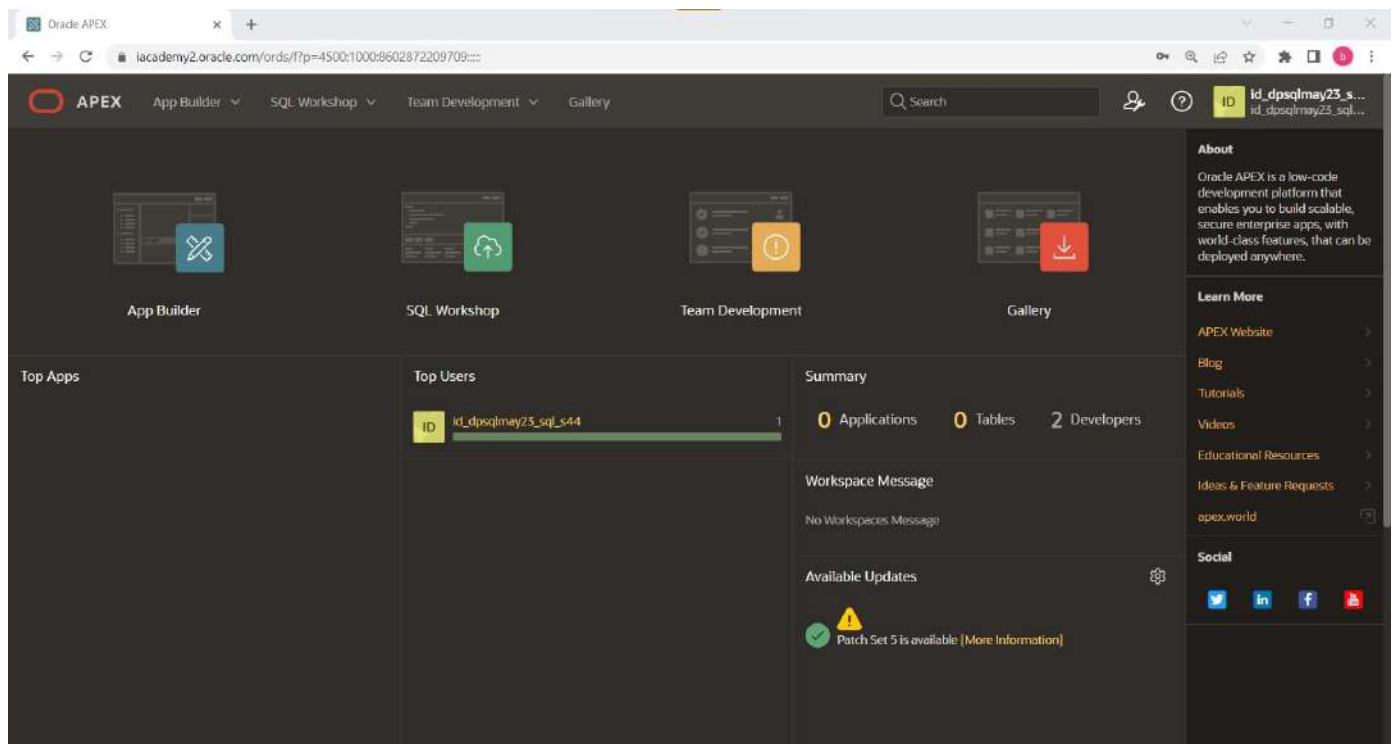 Oracle APEX
iacademy2.oracle.com/ords/f?p=4500:1000:8602872209709:::::
b
APEX App Builder SQL Workshop Team Development Gallery
Search
ID
id_dpsqlmay23_s...
id_dpsqlmay23_sql...
App Builder
SQL Workshop
Team Development
Gallery
About
Oracle APEX is a low-code
development platform that
enables you to build scalable,
secure enterprise apps, with
world-class features, that can be
deployed anywhere.
Learn More
APEX Website
Blog
Tutorials
Videos
Educational Resources
Ideas & Feature Requests
apex.world
Social
Top Apps
Top Users
ID
id_dpsqlmay23_sql_s44 1
Summary
0 Applications 0 Tables 2 Developers
Workspace Message
No Workspaces Message
Available Updates
Patch Set 5 is available [More Information]